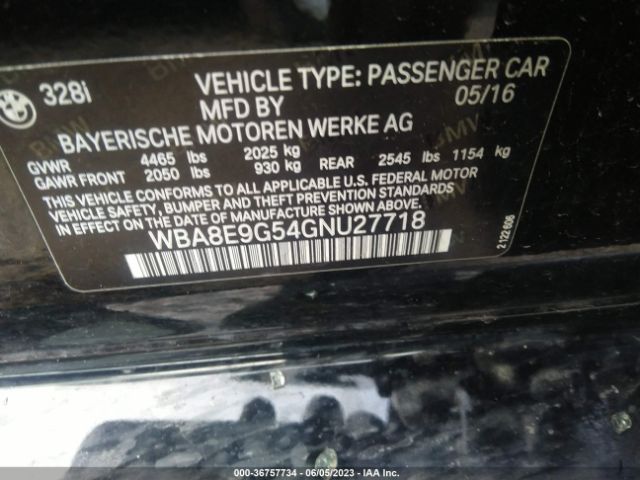 BMW 328i VEHICLE TYPE: PASSENGER CAR
MFD BY 05/16
BAYERISCHE MOTOREN WERKE AG
GVWR 4465 lbs 2025 kg
GAWR FRONT 2050 lbs 930 kg REAR 2545 lbs 1154 kg
THIS VEHICLE CONFORMS TO ALL APPLICABLE U.S. FEDERAL MOTOR
VEHICLE SAFETY, BUMPER AND THEFT PREVENTION STANDARDS IN
EFFECT ON THE DATE OF MANUFACTURE SHOWN ABOVE.
WBA8E9G54GNU27718
2122606
000-36757734 - 06/05/2023 - IAA Inc.